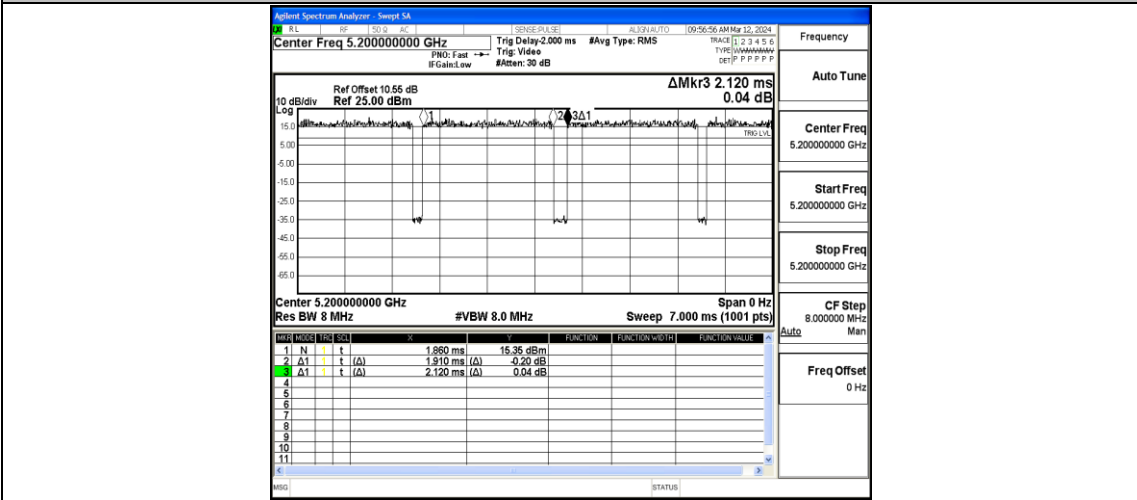 Agilent Spectrum Analyzer - Swept SA
RL RF 50 Ω AC SENSE:PULSE ALIGN AUTO 09:56:56 AM Mar 12, 2024
Center Freq 5.200000000 GHz Trig Delay-2.000 ms #Avg Type: RMS TRACE 1 2 3 4 5 6
PNO: Fast Trig: Video TYPE
IFGain:Low #Atten: 30 dB DET P P P P P P
Frequency
ΔMkr3 2.120 ms
Ref Offset 10.55 dB 0.04 dB
10 dB/div Ref 25.00 dBm
Log
1 2 3Δ1
15.0
TRIG LVL
5.00
-5.00
-15.0
-25.0
-35.0
-45.0
-55.0
-65.0
Center 5.200000000 GHz Span 0 Hz
Res BW 8 MHz #VBW 8.0 MHz Sweep 7.000 ms (1001 pts)
MKR MODE TRC SCL X Y FUNCTION FUNCTION WIDTH FUNCTION VALUE
1 N 1 t 1.860 ms 15.35 dBm
2 Δ1 1 t (Δ) 1.910 ms (Δ) -0.20 dB
3 Δ1 1 t (Δ) 2.120 ms (Δ) 0.04 dB
4
5
6
7
8
9
10
11
MSG STATUS
Auto Tune
Center Freq
5.200000000 GHz
Start Freq
5.200000000 GHz
Stop Freq
5.200000000 GHz
CF Step
8.000000 MHz
Auto Man
Freq Offset
0 Hz